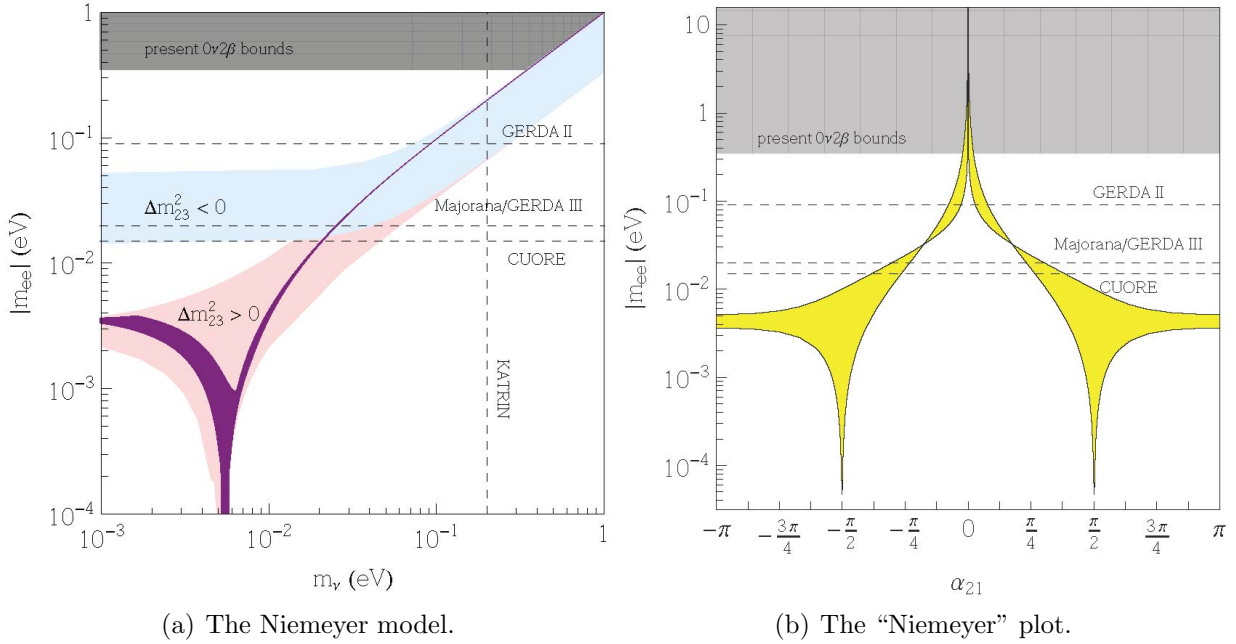 1
present 0ν2β bounds
10⁻¹
GERDA II
|mₑₑ| (eV)
Δm²₂₃ < 0
Majorana/GERDA III
10⁻²
CUORE
Δm²₂₃ > 0
10⁻³
KATRIN
10⁻⁴
10⁻³ 10⁻² 10⁻¹ 1
mᵥ (eV)
(a) The Niemeyer model.
10
1
present 0ν2β bounds
10⁻¹
GERDA II
|mₑₑ| (eV)
Majorana/GERDA III
10⁻²
CUORE
10⁻³
10⁻⁴
-π -3π/4 -π/2 -π/4 0 π/4 π/2 3π/4 π
α₂₁
(b) The “Niemeyer” plot.